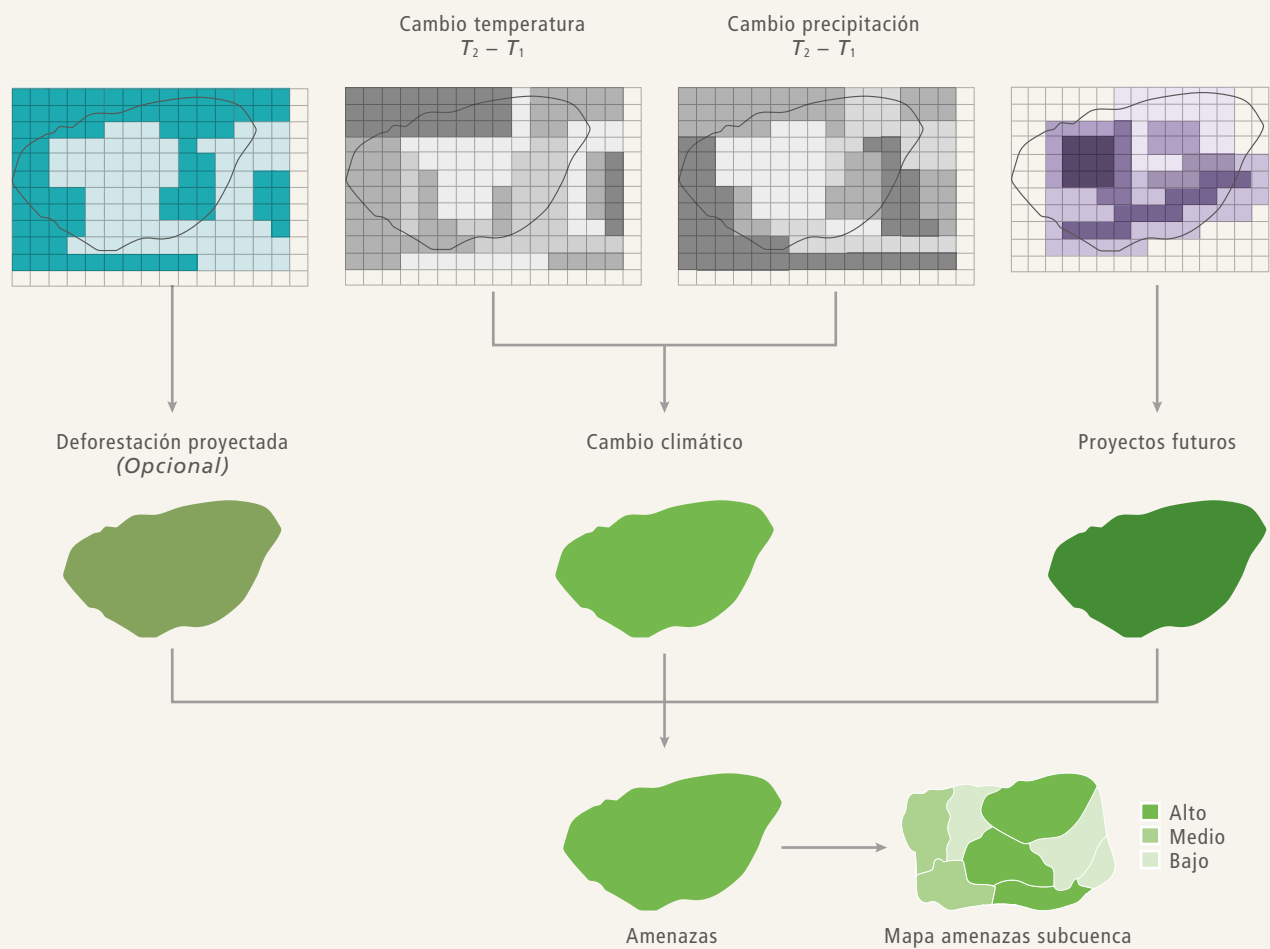 Cambio temperatura
T₂ – T₁
Cambio precipitación
T₂ – T₁
Deforestación proyectada
(Opcional)
Cambio climático
Proyectos futuros
Alto
Medio
Bajo
Amenazas
Mapa amenazas subcuenca